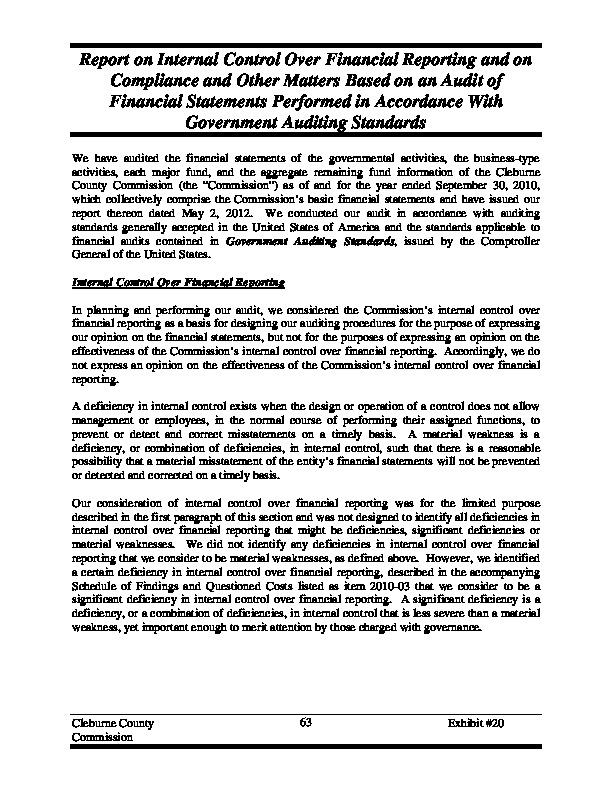 Report on Internal Control Over Financial Reporting and on
Compliance and Other Matters Based on an Audit of
Financial Statements Performed in Accordance With
Government Auditing Standards
We have audited the financial statements of the governmental activities, the business-type
activities, each major fund, and the aggregate remaining fund information of the Cleburne
County Commission (the "Commission") as of and for the year ended September 30, 2010,
which collectively comprise the Commission's basic financial statements and have issued our
report thereon dated May 2, 2012. We conducted our audit in accordance with auditing
standards generally accepted in the United States of America and the standards applicable to
financial audits contained in Government Auditing Standards, issued by the Comptroller
General of the United States.
Internal Control Over Financial Reporting
In planning and performing our audit, we considered the Commission's internal control over
financial reporting as a basis for designing our auditing procedures for the purpose of expressing
our opinion on the financial statements, but not for the purposes of expressing an opinion on the
effectiveness of the Commission's internal control over financial reporting. Accordingly, we do
not express an opinion on the effectiveness of the Commission's internal control over financial
reporting.
A deficiency in internal control exists when the design or operation of a control does not allow
management or employees, in the normal course of performing their assigned functions, to
prevent or detect and correct misstatements on a timely basis. A material weakness is a
deficiency, or combination of deficiencies, in internal control, such that there is a reasonable
possibility that a material misstatement of the entity's financial statements will not be prevented
or detected and corrected on a timely basis.
Our consideration of internal control over financial reporting was for the limited purpose
described in the first paragraph of this section and was not designed to identify all deficiencies in
internal control over financial reporting that might be deficiencies, significant deficiencies or
material weaknesses. We did not identify any deficiencies in internal control over financial
reporting that we consider to be material weaknesses, as defined above. However, we identified
a certain deficiency in internal control over financial reporting, described in the accompanying
Schedule of Findings and Questioned Costs listed as item 2010-03 that we consider to be a
significant deficiency in internal control over financial reporting. A significant deficiency is a
deficiency, or a combination of deficiencies, in internal control that is less severe than a material
weakness, yet important enough to merit attention by those charged with governance.
Cleburne County 63 Exhibit #20
Commission